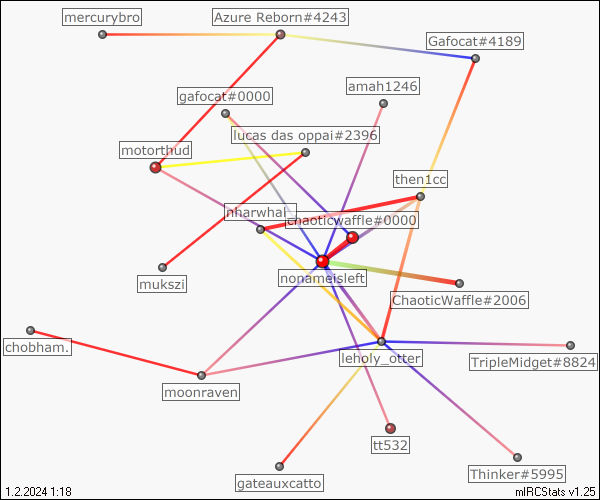 mercurybro
Azure Reborn#4243
Gafocat#4189
amah1246
gafocat#0000
lucas das oppai#2396
motorthud
then1cc
nharwhal_
chaoticwaffle#0000
nonameisleft
mukszi
ChaoticWaffle#2006
chobham.
leholy_otter
TripleMidget#8824
moonraven
tt532
Thinker#5995
gateauxcatto
1.2.2024 1:18
mIRCStats v1.25